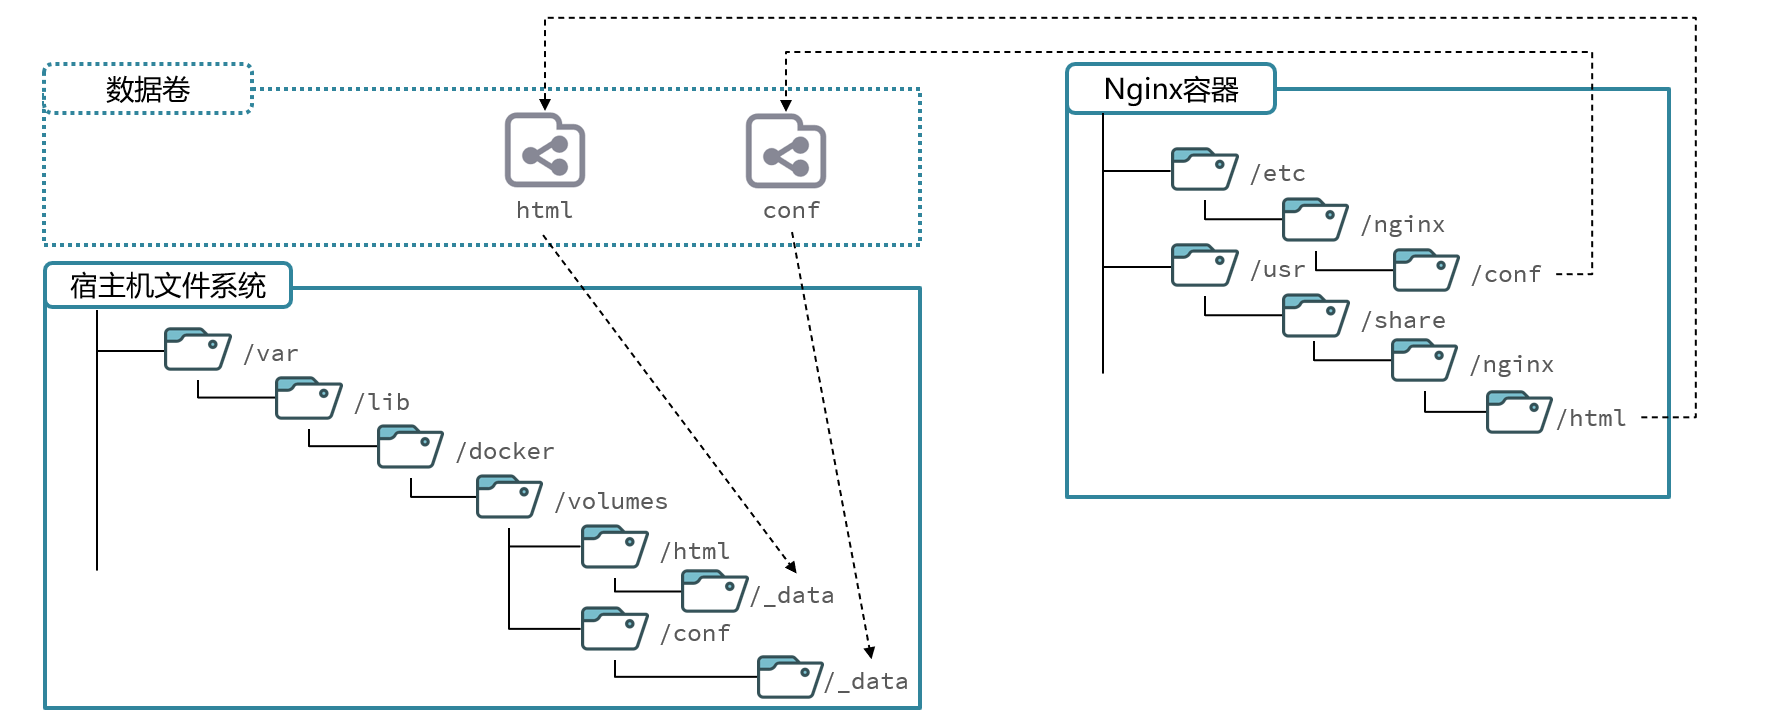 数据卷
html
conf
宿主机文件系统
/var
/lib
/docker
/volumes
/html
/_data
/conf
/_data
Nginx容器
/etc
/nginx
/conf
/usr
/share
/nginx
/html